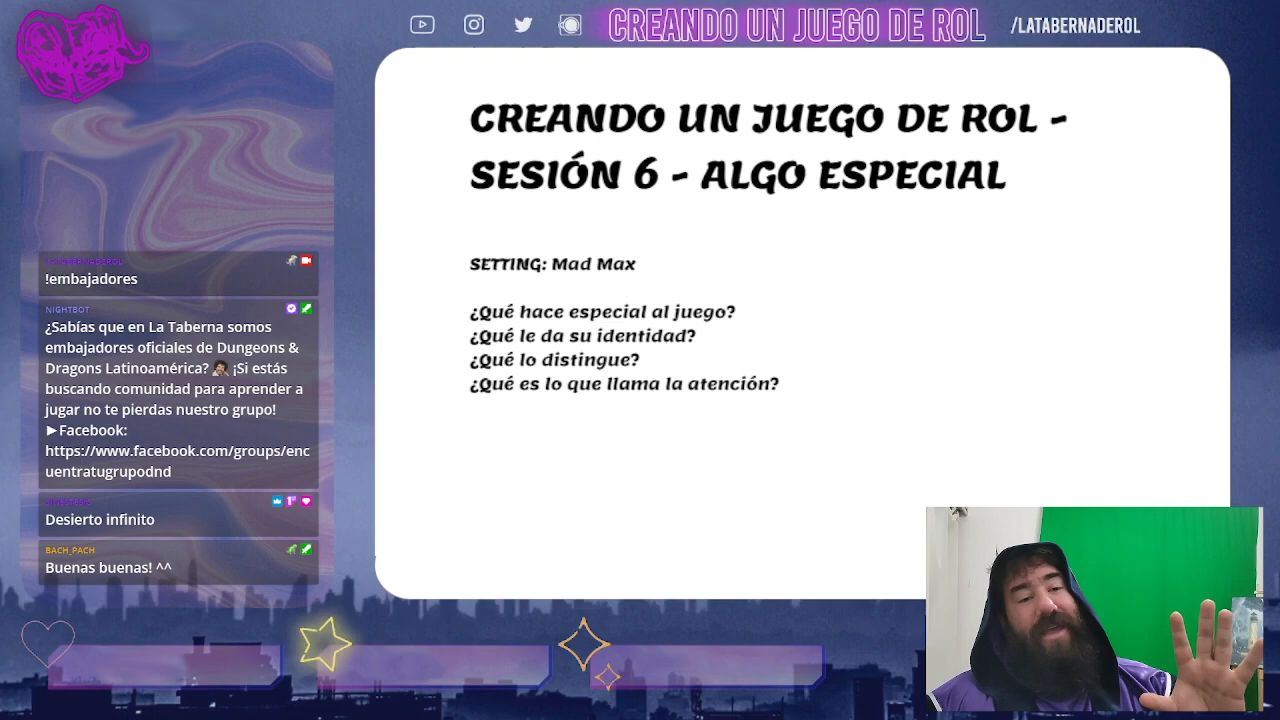 CREANDO UN JUEGO DE ROL
/LATABERNADEROL
CREANDO UN JUEGO DE ROL -
SESIÓN 6 - ALGO ESPECIAL
SETTING: Mad Max
¿Qué hace especial al juego?
¿Qué le da su identidad?
¿Qué lo distingue?
¿Qué es lo que llama la atención?
LATABERNADEROL
!embajadores
NIGHTBOT
¿Sabías que en La Taberna somos
embajadores oficiales de Dungeons &
Dragons Latinoamérica? ¡Si estás
buscando comunidad para aprender a
jugar no te pierdas nuestro grupo!
►Facebook:
https://www.facebook.com/groups/enc
uentratugrupodnd
Desierto infinito
BACH_PACH
Buenas buenas! ^^